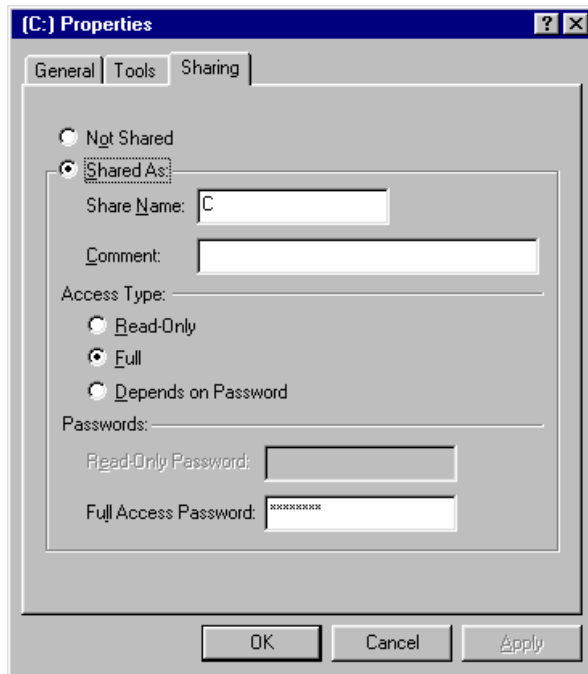 (C:) Properties
General Tools Sharing
Not Shared
Shared As:
Share Name: C
Comment:
Access Type:
Read-Only
Full
Depends on Password
Passwords:
Read-Only Password:
Full Access Password: ********
OK Cancel Apply